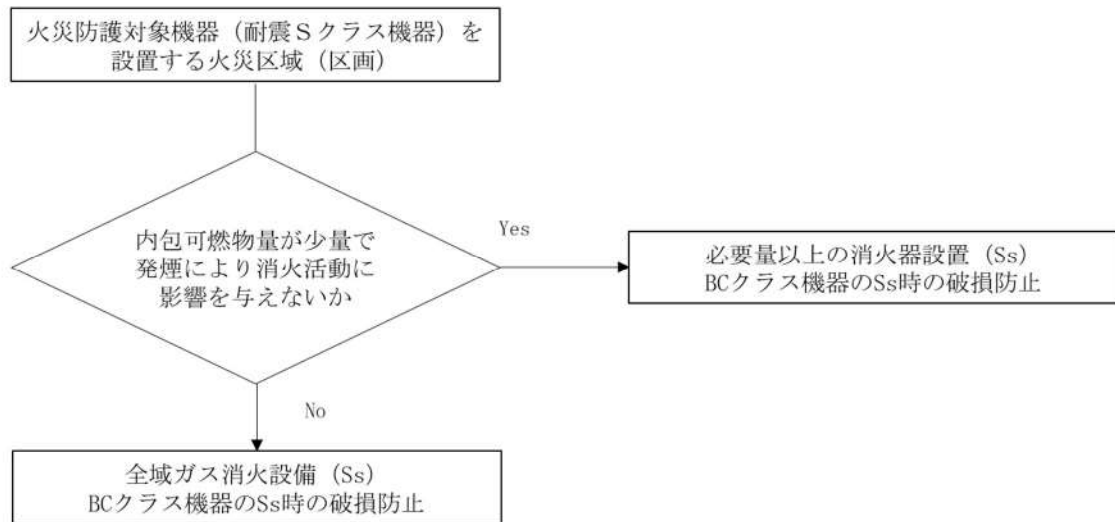 火災防護対象機器（耐震Ｓクラス機器）を
設置する火災区域（区画）
内包可燃物量が少量で
発煙により消火活動に
影響を与えないか
Yes
必要量以上の消火器設置（Ss）
BCクラス機器のSs時の破損防止
No
全域ガス消火設備（Ss）
BCクラス機器のSs時の破損防止